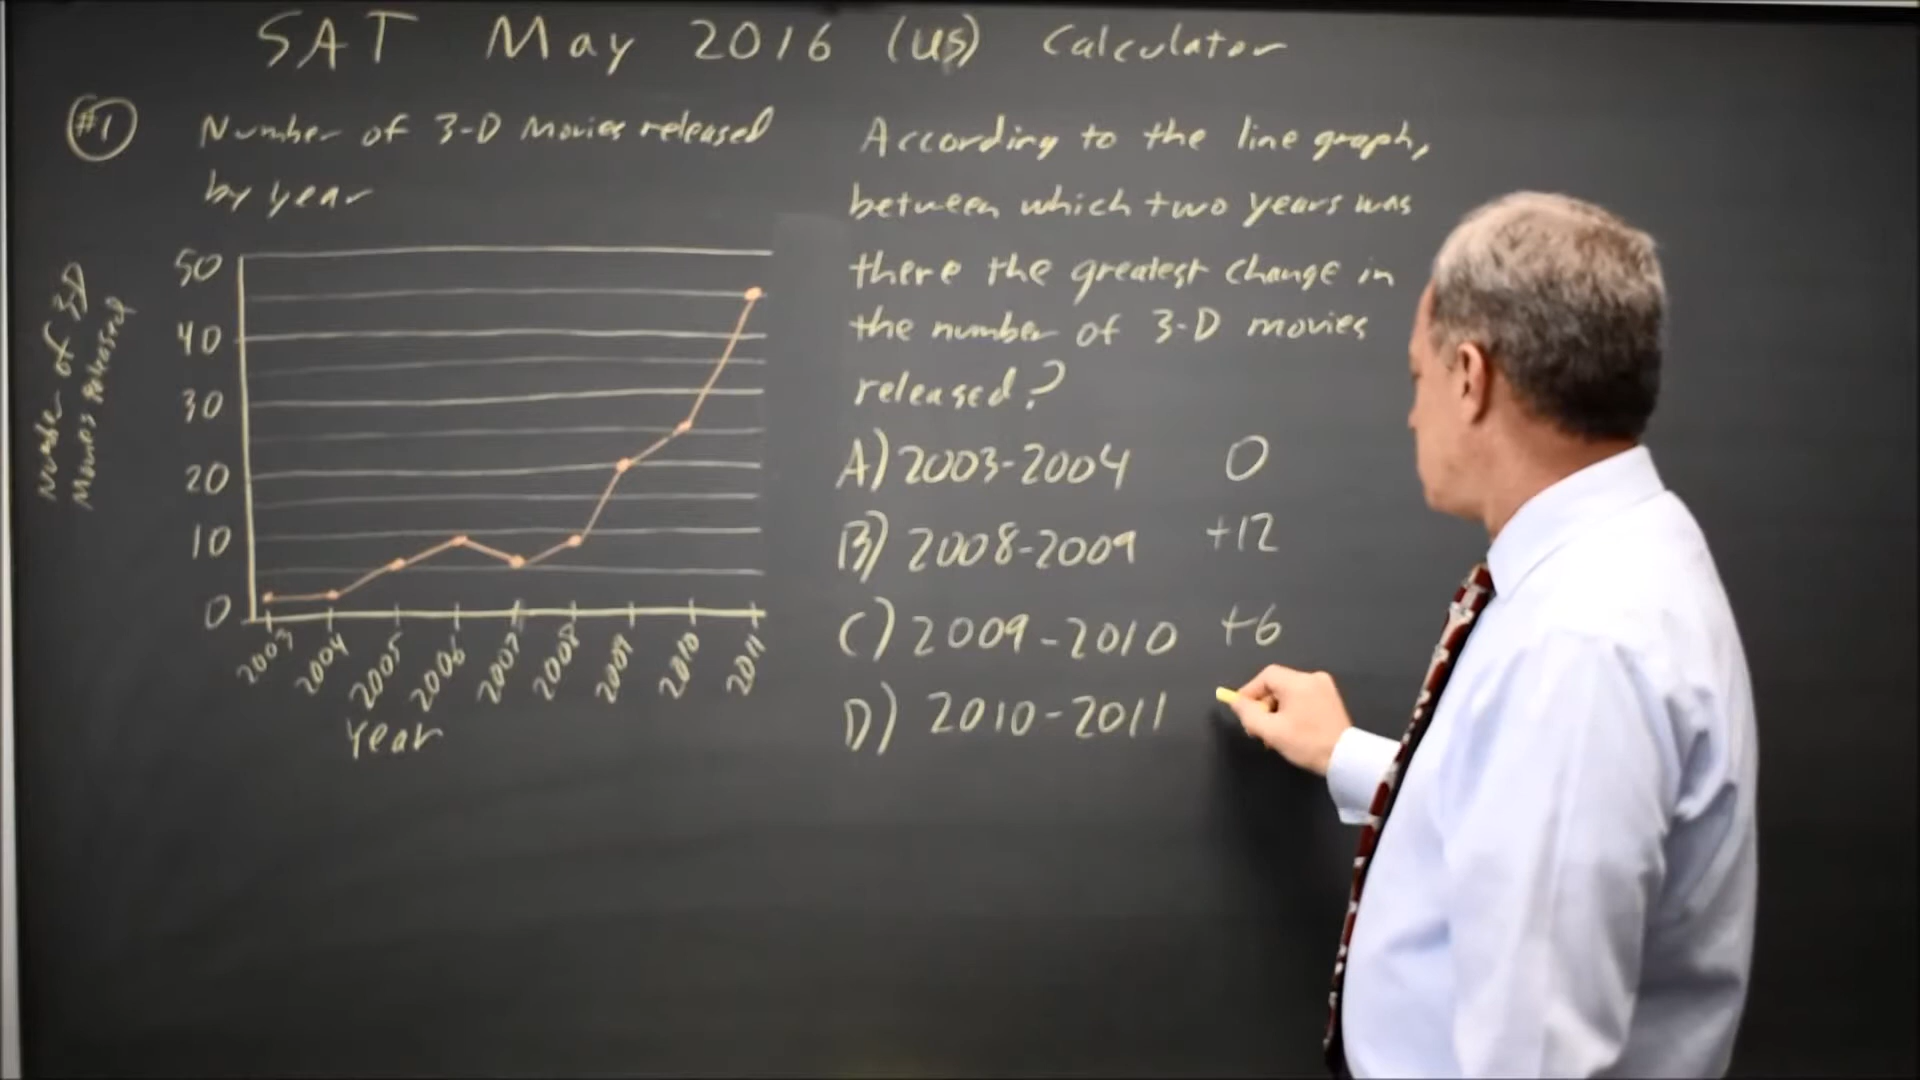 SAT May 2016 (US) Calculator
#1
Number of 3-D Movies released
by year
Number of 3D
Movies Released
50
40
30
20
10
0
2003 2004 2005 2006 2007 2008 2009 2010 2011
Year
According to the line graph,
between which two years was
there the greatest change in
the number of 3-D movies
released?
A) 2003-2004 0
B) 2008-2009 +12
C) 2009-2010 +6
D) 2010-2011